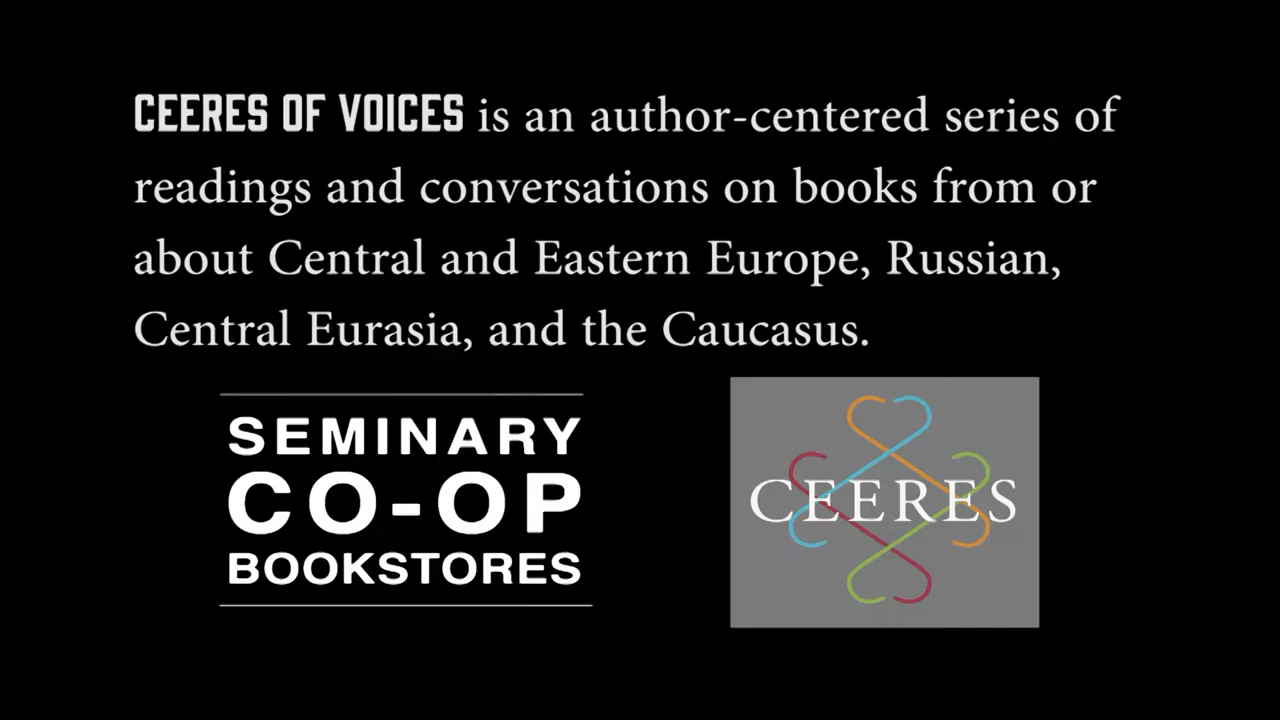 CEERES OF VOICES is an author-centered series of
readings and conversations on books from or
about Central and Eastern Europe, Russian,
Central Eurasia, and the Caucasus.
SEMINARY
CO-OP
BOOKSTORES
CEERES